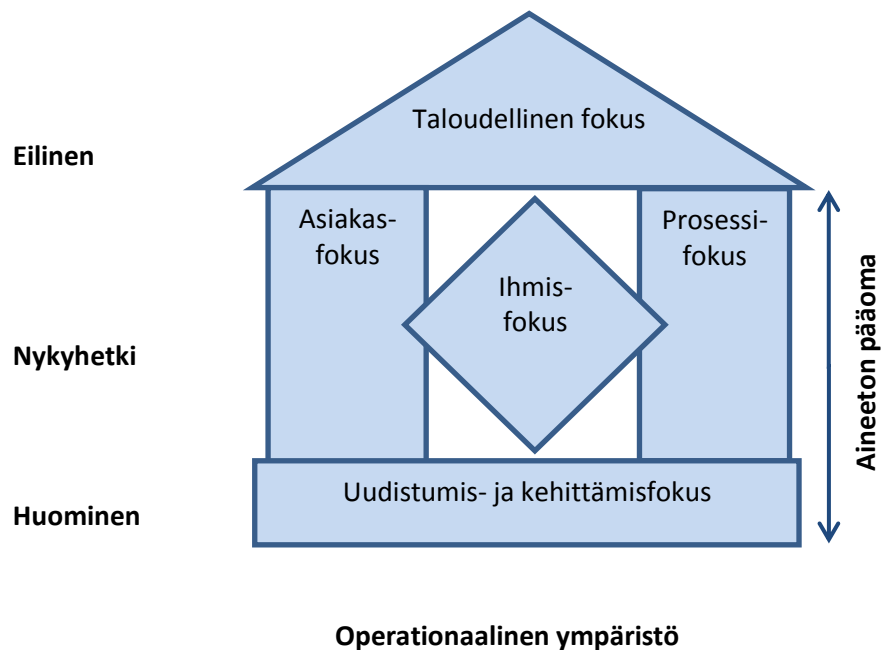 Taloudellinen fokus
Eilinen
Asiakas-
fokus
Prosessi-
fokus
Ihmis-
fokus
Nykyhetki
Aineeton pääoma
Uudistumis- ja kehittämisfokus
Huominen
Operationaalinen ympäristö